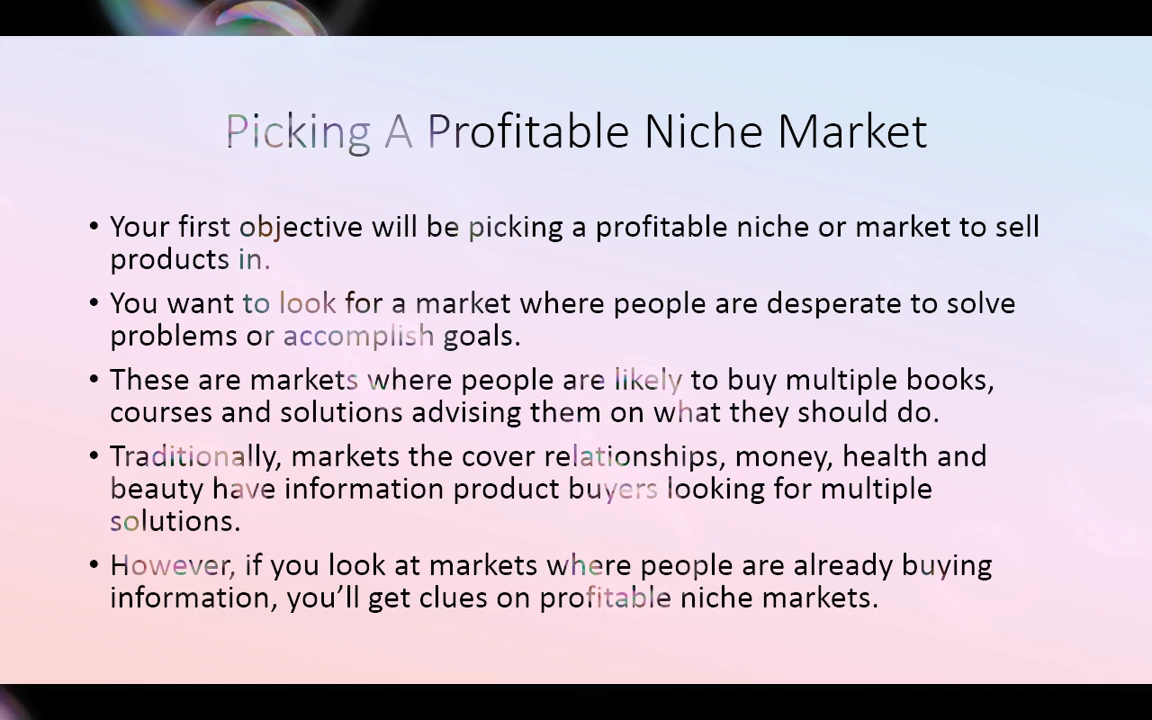 Picking A Profitable Niche Market
• Your first objective will be picking a profitable niche or market to sell
products in.
• You want to look for a market where people are desperate to solve
problems or accomplish goals.
• These are markets where people are likely to buy multiple books,
courses and solutions advising them on what they should do.
• Traditionally, markets the cover relationships, money, health and
beauty have information product buyers looking for multiple
solutions.
• However, if you look at markets where people are already buying
information, you’ll get clues on profitable niche markets.